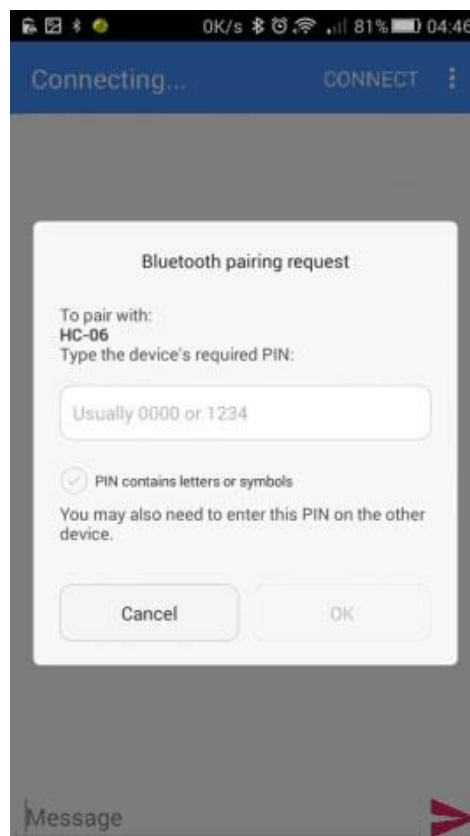 0K/s 81% 04:46
Connecting... CONNECT
Bluetooth pairing request
To pair with:
HC-06
Type the device's required PIN:
Usually 0000 or 1234
PIN contains letters or symbols
You may also need to enter this PIN on the other
device.
Cancel OK
Message